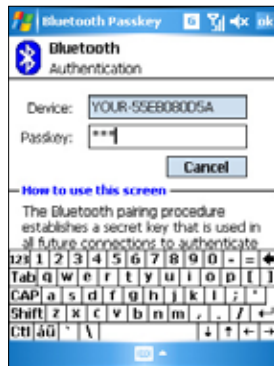 Bluetooth Passkey ok
Bluetooth
Authentication
Device: YOUR-55EB080D5A
Passkey: ***
Cancel
How to use this screen
The Bluetooth pairing procedure
establishes a secret key that is used in
all future connections to authenticate
123 1 2 3 4 5 6 7 8 9 0 - =
Tab q w e r t y u i o p [ ]
CAP a s d f g h j k l ; '
Shift z x c v b n m , . /
Ctl áü ` \